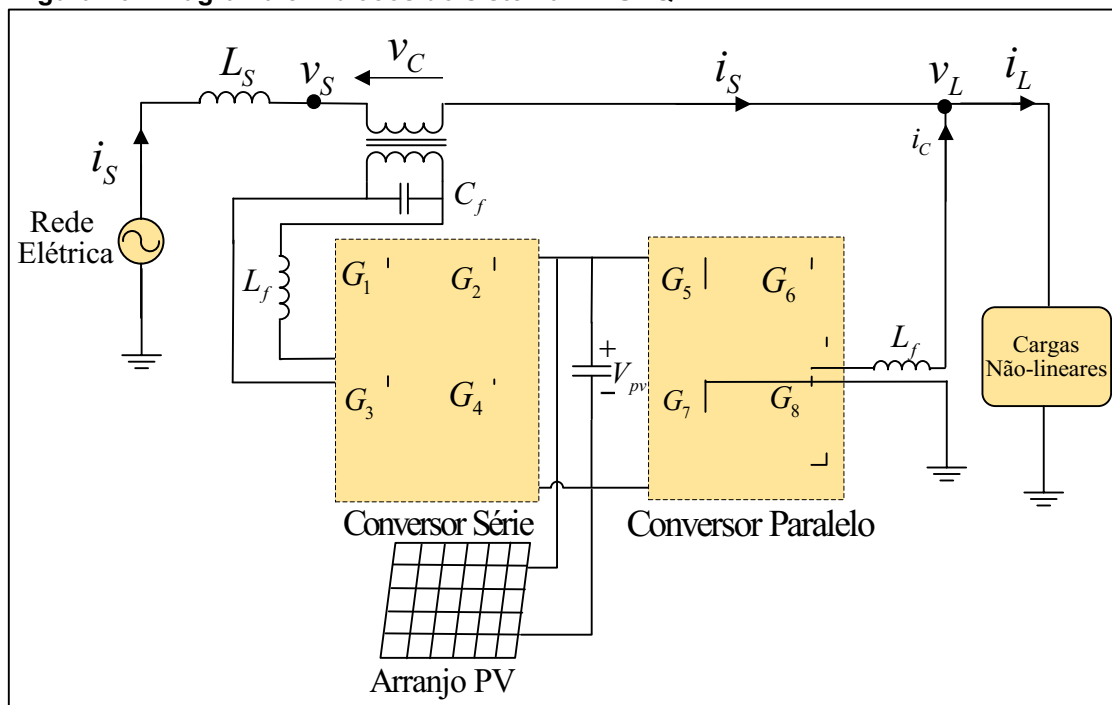 L_S
v_S
v_C
i_S
v_L
i_L
i_C
i_S
Rede
Elétrica
C_f
L_f
G_1
G_2
G_3
G_4
+
V_pv
−
G_5
G_6
G_7
G_8
L_f
Cargas
Não-lineares
Conversor Série
Conversor Paralelo
Arranjo PV